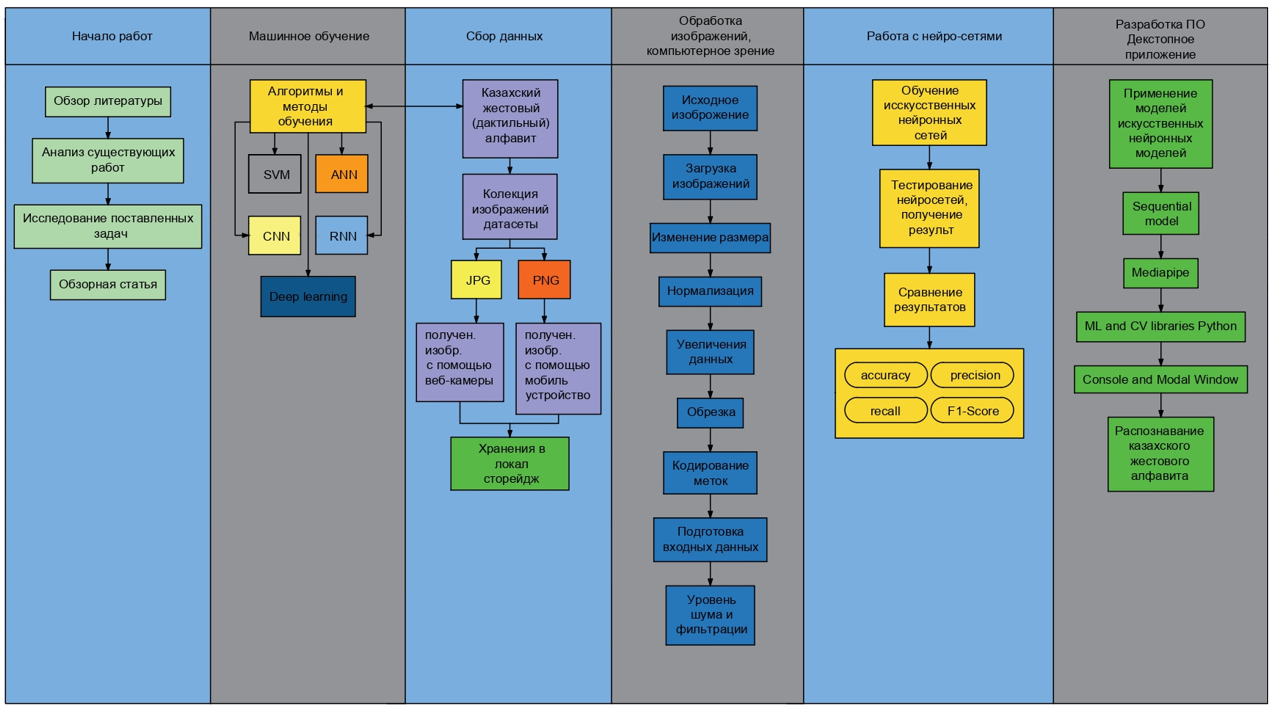 Начало работ
Обзор литературы
Анализ существующих
работ
Исследование поставленных
задач
Обзорная статья
Машинное обучение
Алгоритмы и
методы
обучения
SVM
ANN
CNN
RNN
Deep learning
Сбор данных
Казахский
жестовый
(дактильный)
алфавит
Колекция
изображений
датасеты
JPG
PNG
получен.
изобр.
с помощью
веб-камеры
получен.
изобр.
с помощью
мобиль
устройство
Хранения в
локал
сторейдж
Обработка
изображений,
компьютерное зрение
Исходное
изоброжение
Загрузка
изображений
Изменение размера
Нормализация
Увеличения
данных
Обрезка
Кодирование
меток
Подготовка
входных данных
Уровень
шума и
фильтрации
Работа с нейро-сетями
Обучение
исскусственных
нейронных
сетей
Тестирование
нейросетей,
получение
результ
Сравнение
результатов
accuracy
precision
recall
F1-Score
Разработка ПО
Декстопное
приложение
Применение
моделей
искусственных
нейронных
моделей
Sequential
model
Mediapipe
ML and CV libraries Python
Console and Modal Window
Распознавание
казахского
жестового
алфавита